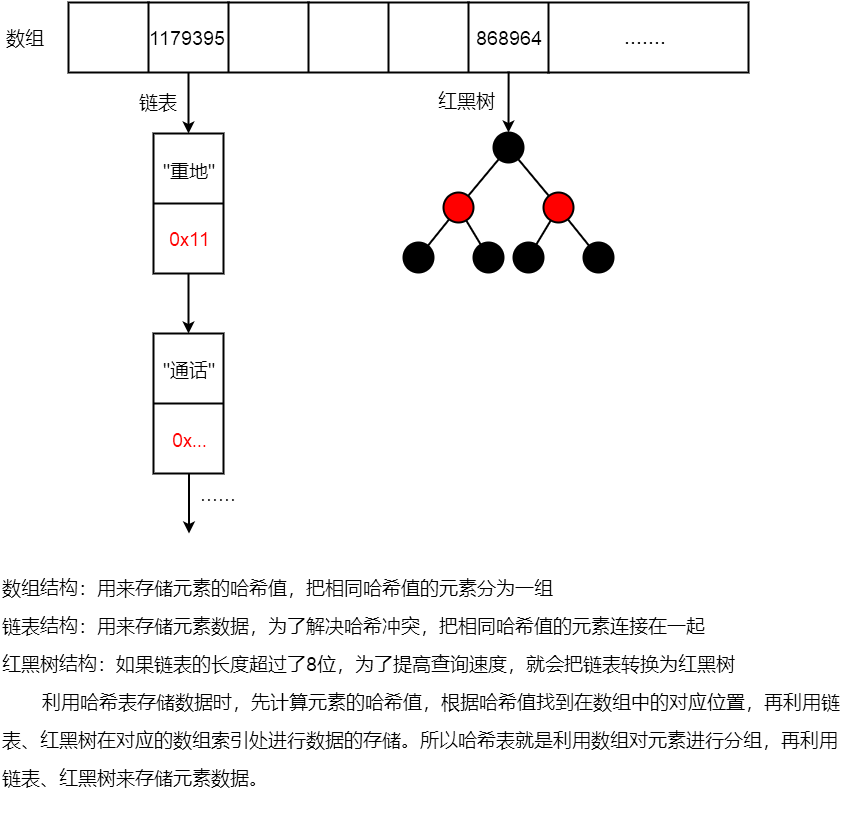 数组 1179395 868964 .......
链表 红黑树
"重地"
0x11
"通话"
0x...
......
数组结构：用来存储元素的哈希值，把相同哈希值的元素分为一组
链表结构：用来存储元素数据，为了解决哈希冲突，把相同哈希值的元素连接在一起
红黑树结构：如果链表的长度超过了8位，为了提高查询速度，就会把链表转换为红黑树
利用哈希表存储数据时，先计算元素的哈希值，根据哈希值找到在数组中的对应位置，再利用链
表、红黑树在对应的数组索引处进行数据的存储。所以哈希表就是利用数组对元素进行分组，再利用
链表、红黑树来存储元素数据。